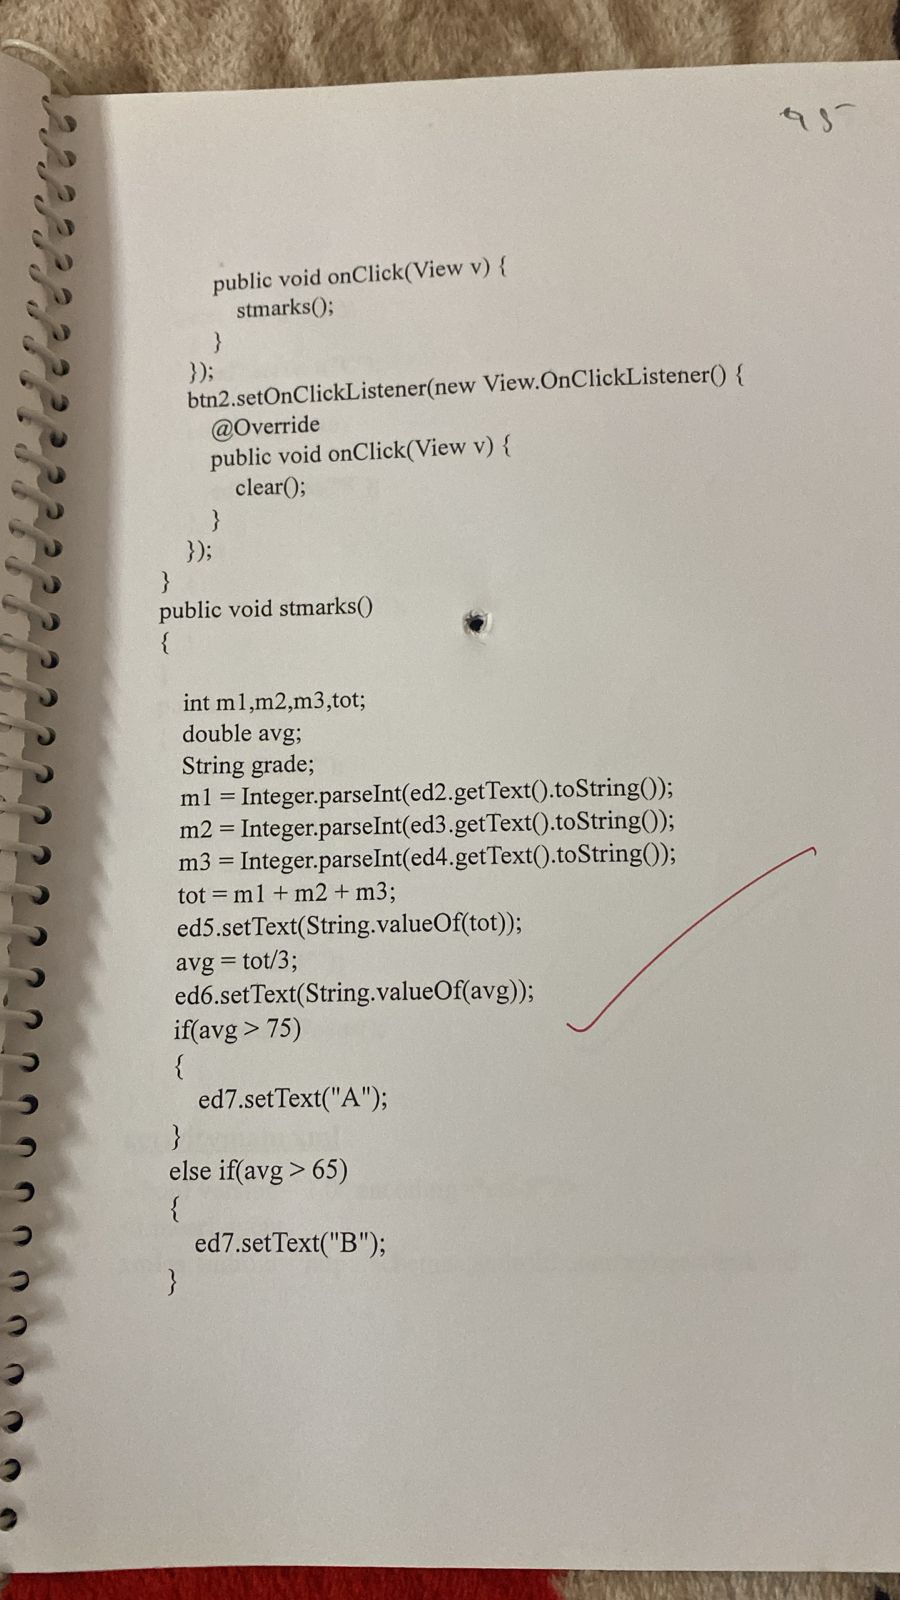 95
public void onClick(View v) {
stmarks();
}
});
btn2.setOnClickListener(new View.OnClickListener() {
@Override
public void onClick(View v) {
clear();
}
});
}
public void stmarks()
{
int m1,m2,m3,tot;
double avg;
String grade;
m1 = Integer.parseInt(ed2.getText().toString());
m2 = Integer.parseInt(ed3.getText().toString());
m3 = Integer.parseInt(ed4.getText().toString());
tot = m1 + m2 + m3;
ed5.setText(String.valueOf(tot));
avg = tot/3;
ed6.setText(String.valueOf(avg));
if(avg > 75)
{
ed7.setText("A");
}
else if(avg > 65)
{
ed7.setText("B");
}